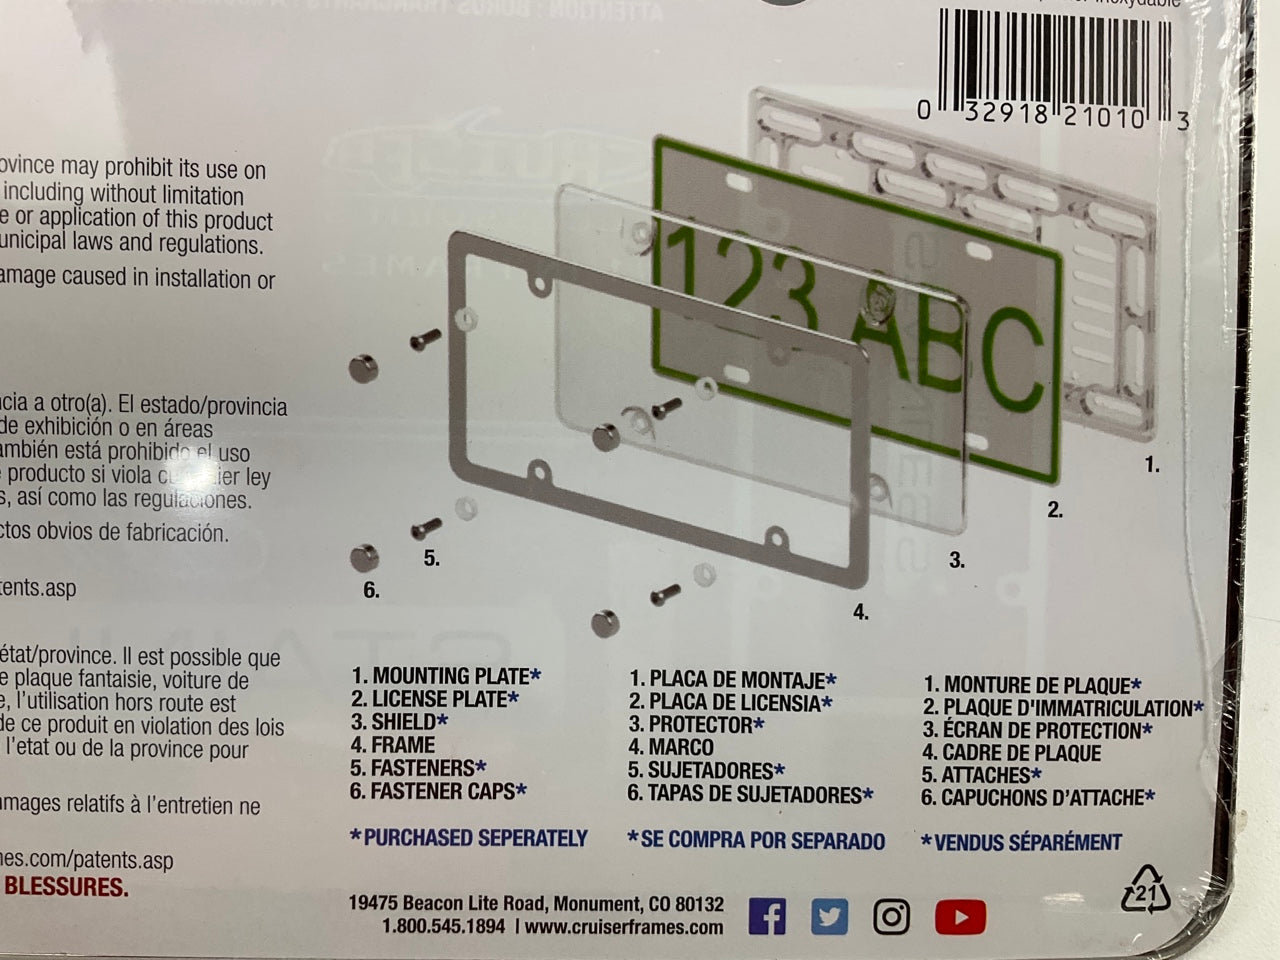 0 32918 21010 3
ovince may prohibit its use on
including without limitation
e or application of this product
unicipal laws and regulations.
amage caused in installation or
123 ABC
1.
2.
3.
4.
5.
6.
cia a otro(a). El estado/provincia
de exhibición o en áreas
ambién está prohibido el uso
producto si viola cualquier ley
s, así como las regulaciones.
ctos obvios de fabricación.
tents.asp
état/province. Il est possible que
e plaque fantaisie, voiture de
e, l'utilisation hors route est
de ce produit en violation des lois
l'etat ou de la province pour
mmages relatifs à l'entretien ne
nes.com/patents.asp
BLESSURES.
1. MOUNTING PLATE*
2. LICENSE PLATE*
3. SHIELD*
4. FRAME
5. FASTENERS*
6. FASTENER CAPS*
*PURCHASED SEPERATELY
1. PLACA DE MONTAJE*
2. PLACA DE LICENSIA*
3. PROTECTOR*
4. MARCO
5. SUJETADORES*
6. TAPAS DE SUJETADORES*
*SE COMPRA POR SEPARADO
1. MONTURE DE PLAQUE*
2. PLAQUE D'IMMATRICULATION*
3. ÉCRAN DE PROTECTION*
4. CADRE DE PLAQUE
5. ATTACHES*
6. CAPUCHONS D'ATTACHE*
*VENDUS SÉPARÉMENT
19475 Beacon Lite Road, Monument, CO 80132
1.800.545.1894 | www.cruiserframes.com
21